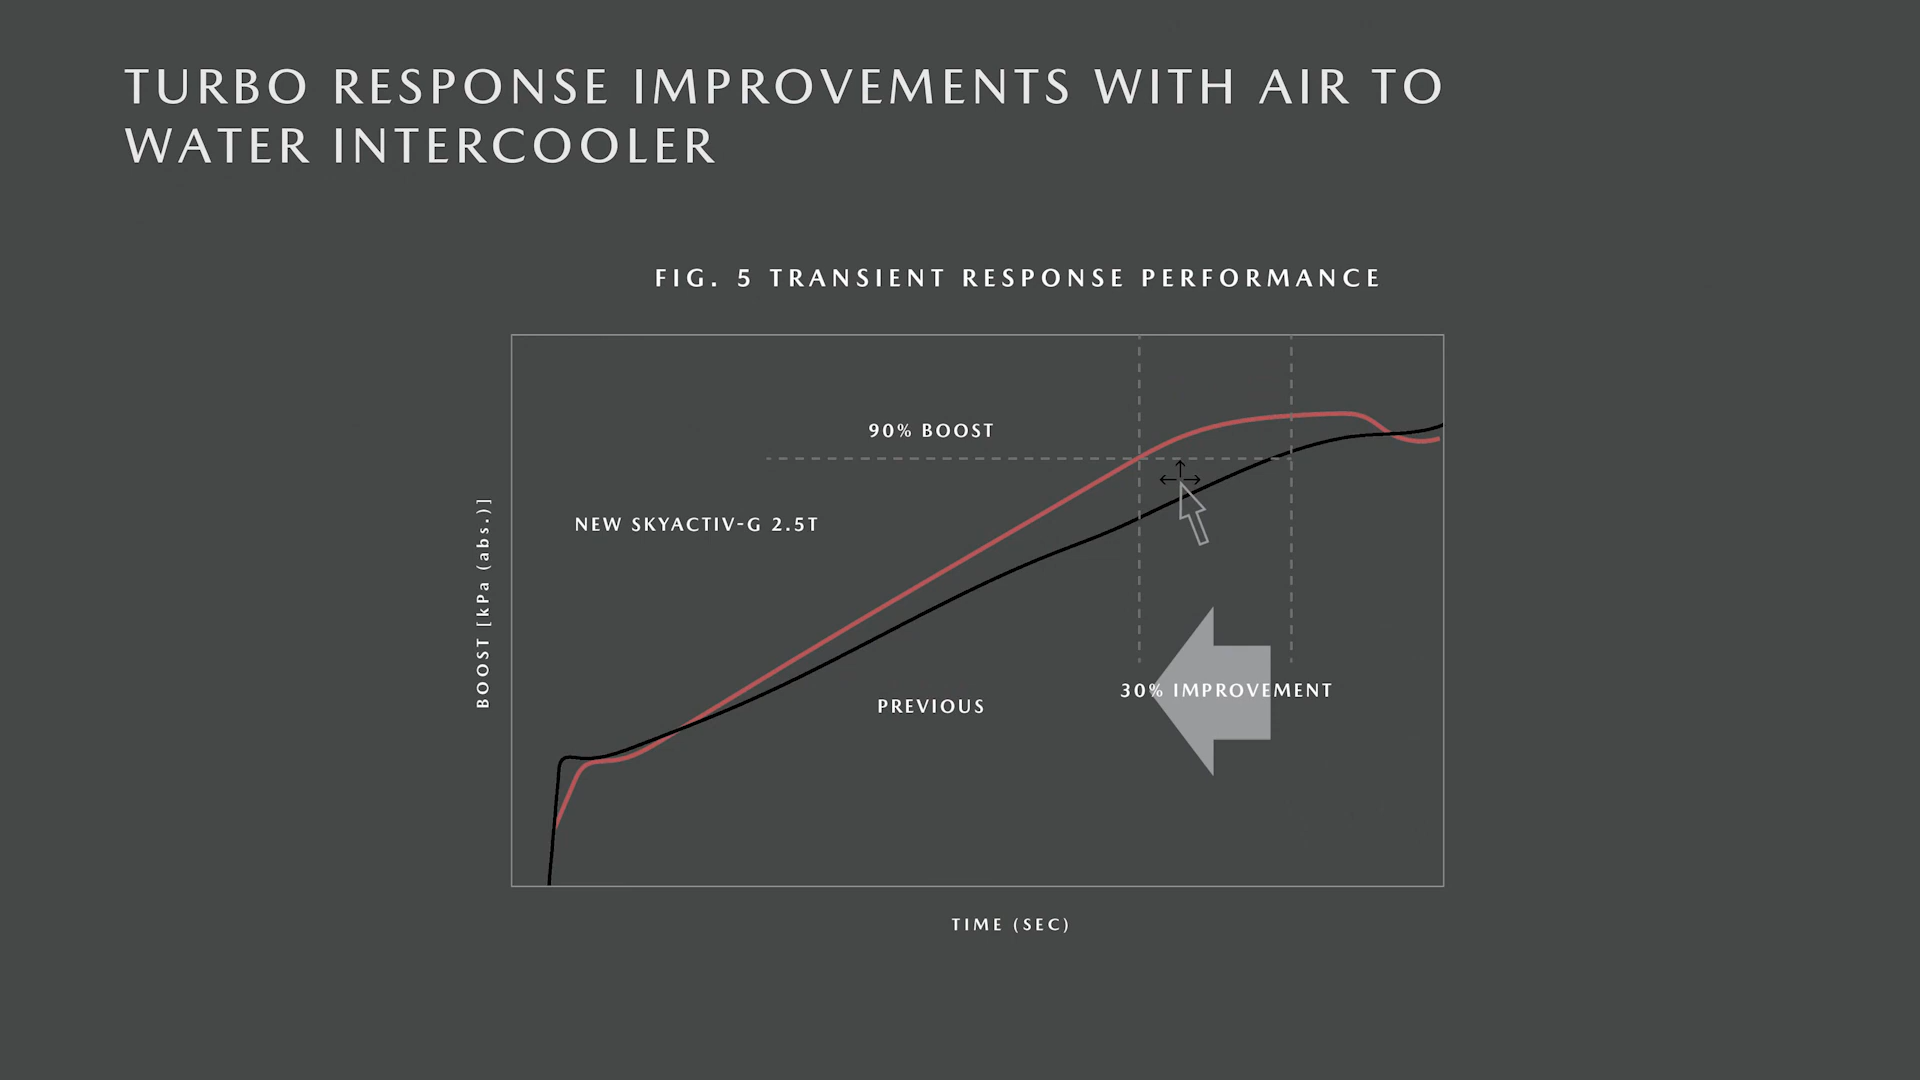 TURBO RESPONSE IMPROVEMENTS WITH AIR TO
WATER INTERCOOLER
FIG. 5 TRANSIENT RESPONSE PERFORMANCE
90% BOOST
NEW SKYACTIV-G 2.5T
BOOST [kPa (abs.)]
PREVIOUS
30% IMPROVEMENT
TIME (SEC)